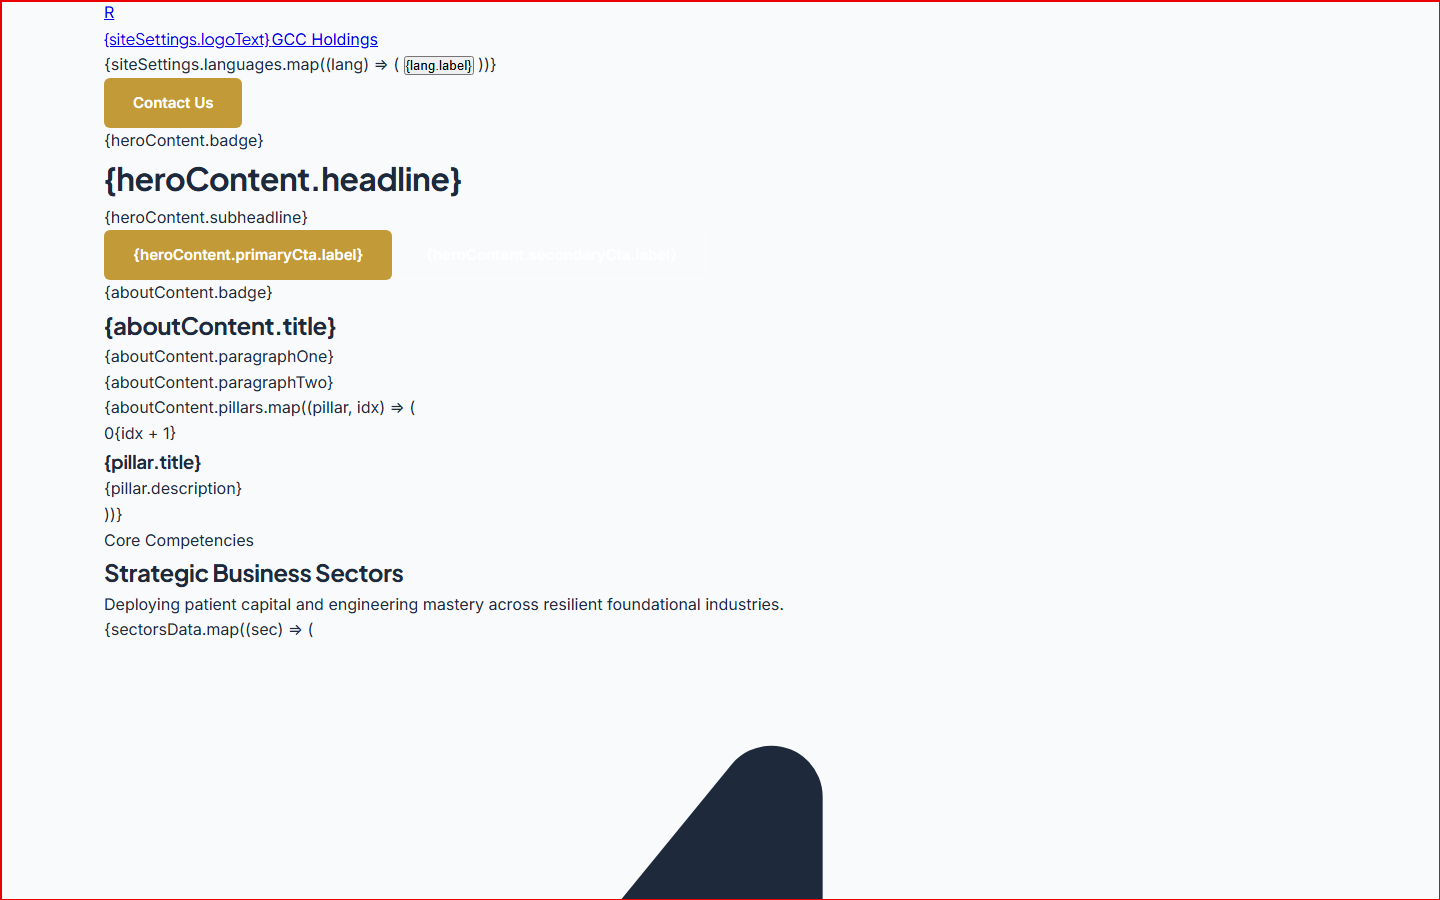 R
{siteSettings.logoText}GCC Holdings
{siteSettings.languages.map((lang) => ( {lang.label} ))}
Contact Us
{heroContent.badge}
{heroContent.headline}
{heroContent.subheadline}
{heroContent.primaryCta.label} {heroContent.secondaryCta.label}
{aboutContent.badge}
{aboutContent.title}
{aboutContent.paragraphOne}
{aboutContent.paragraphTwo}
{aboutContent.pillars.map((pillar, idx) => (
0{idx + 1}
{pillar.title}
{pillar.description}
))}
Core Competencies
Strategic Business Sectors
Deploying patient capital and engineering mastery across resilient foundational industries.
{sectorsData.map((sec) => (